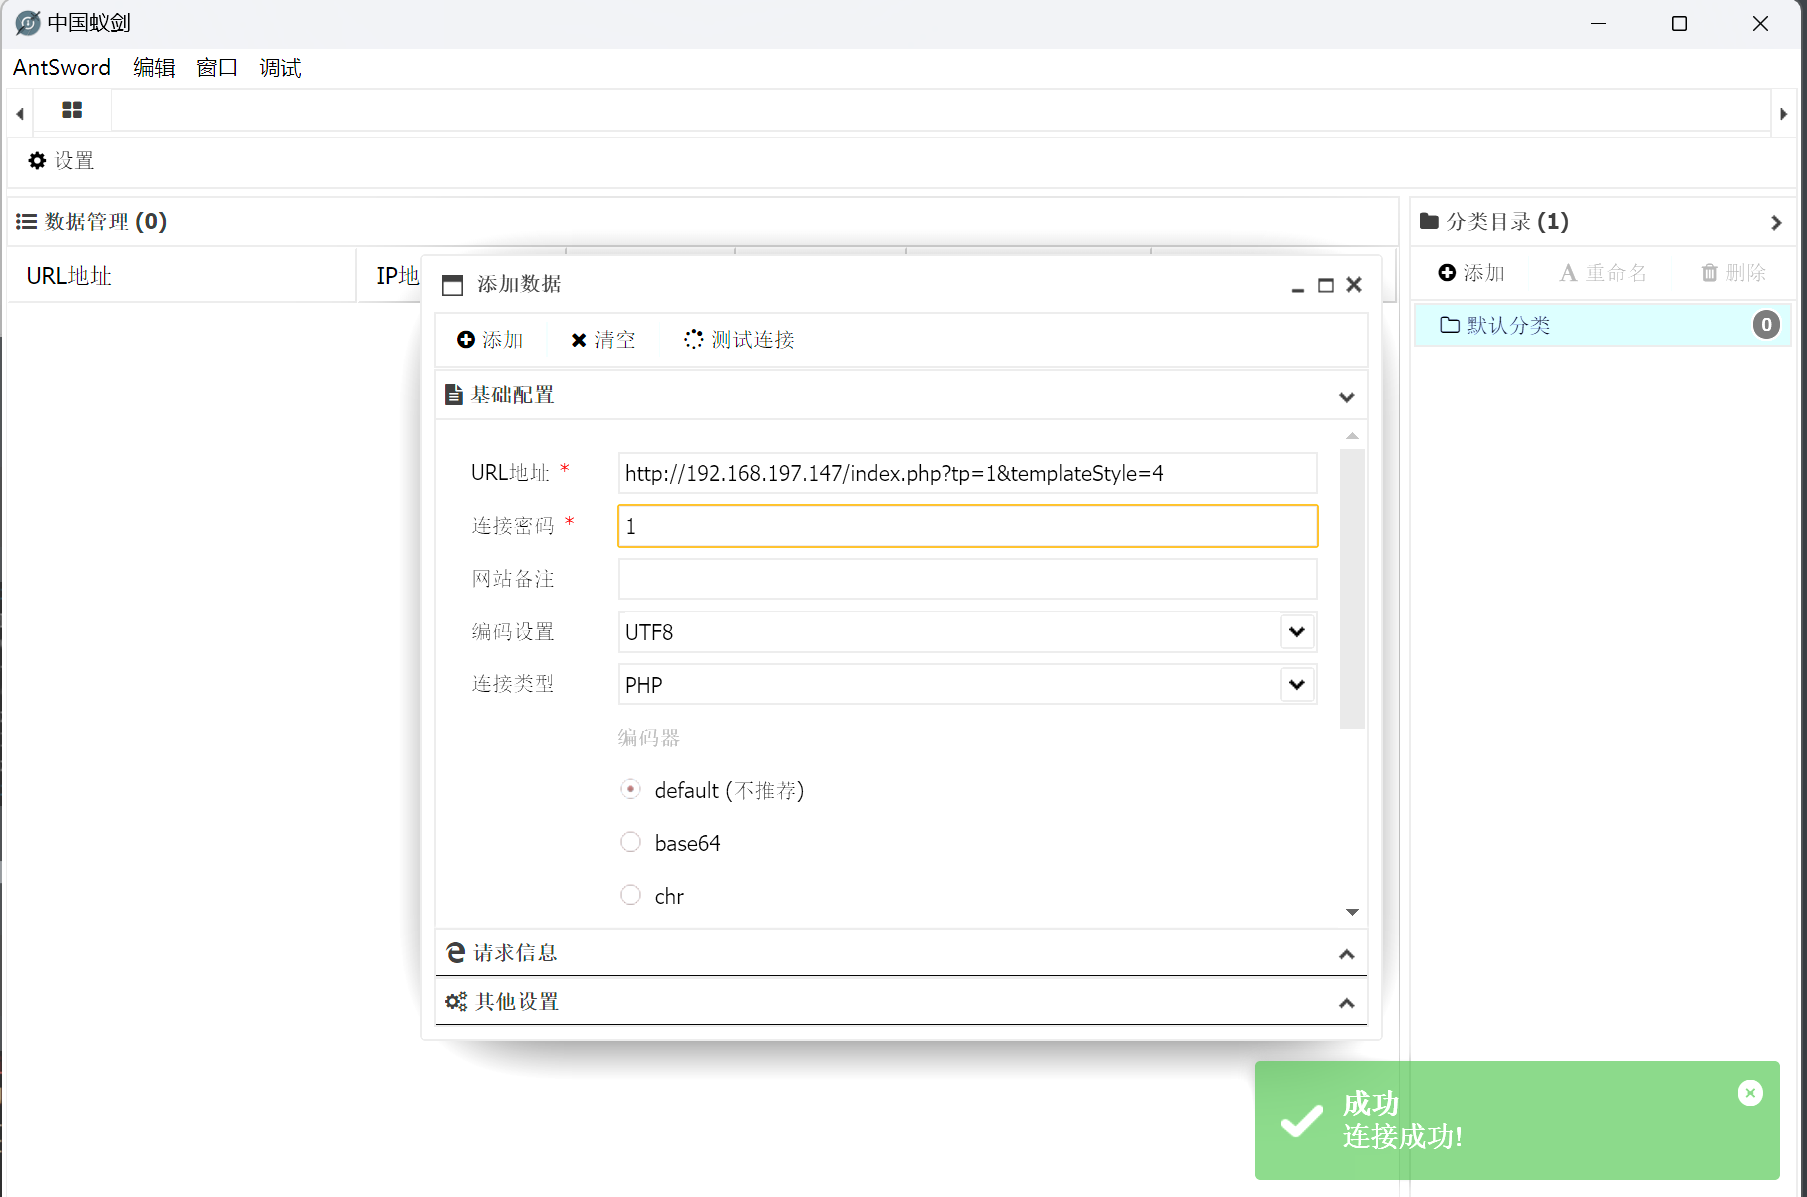 中国蚁剑
AntSword 编辑 窗口 调试
设置
数据管理 (0)
分类目录 (1)
URL地址 IP地
添加 重命名 删除
默认分类 0
添加数据
添加 清空 测试连接
基础配置
URL地址 * http://192.168.197.147/index.php?tp=1&templateStyle=4
连接密码 * 1
网站备注
编码设置 UTF8
连接类型 PHP
编码器
default (不推荐)
base64
chr
请求信息
其他设置
成功
连接成功!